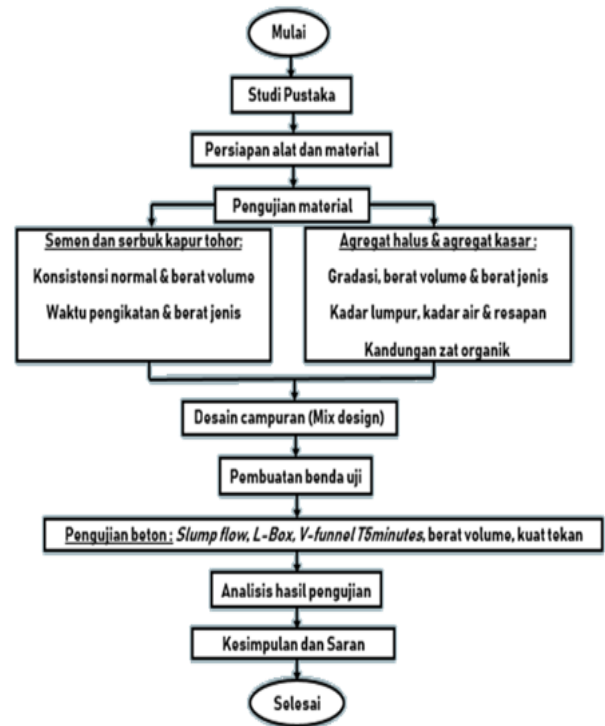 Mulai
Studi Pustaka
Persiapan alat dan material
Pengujian material
Semen dan serbuk kapur tohor:
Konsistensi normal & berat volume
Waktu pengikatan & berat jenis
Agregat halus & agregat kasar :
Gradasi, berat volume & berat jenis
Kadar lumpur, kadar air & resapan
Kandungan zat organik
Desain campuran (Mix design)
Pembuatan benda uji
Pengujian beton : Slump flow, L-Box, V-funnel T5minutes, berat volume, kuat tekan
Analisis hasil pengujian
Kesimpulan dan Saran
Selesai